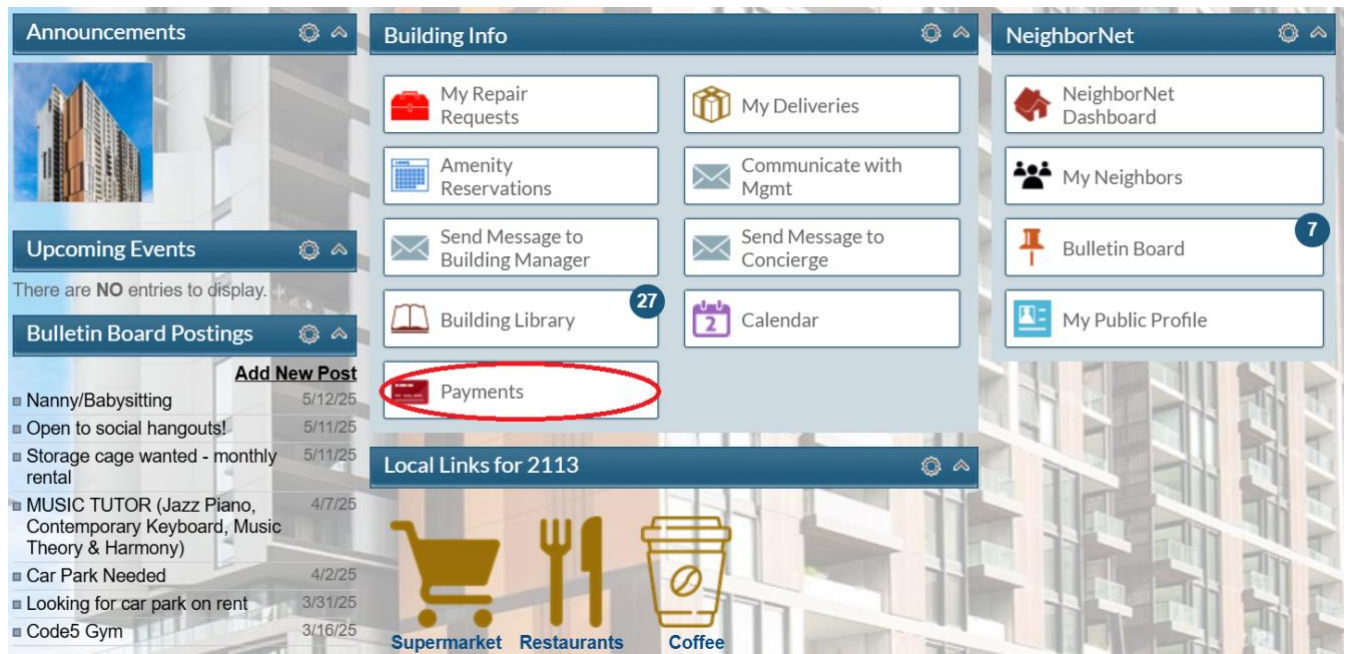 Announcements
Upcoming Events
There are NO entries to display.
Bulletin Board Postings
Add New Post
Nanny/Babysitting 5/12/25
Open to social hangouts! 5/11/25
Storage cage wanted - monthly 5/11/25
rental
MUSIC TUTOR (Jazz Piano, 4/7/25
Contemporary Keyboard, Music
Theory & Harmony)
Car Park Needed 4/2/25
Looking for car park on rent 3/31/25
Code5 Gym 3/16/25
Building Info
My Repair
Requests
My Deliveries
Amenity
Reservations
Communicate with
Mgmt
Send Message to
Building Manager
Send Message to
Concierge
Building Library
27
2
Calendar
Payments
Local Links for 2113
Supermarket
Restaurants
Coffee
NeighborNet
NeighborNet
Dashboard
My Neighbors
Bulletin Board
7
My Public Profile